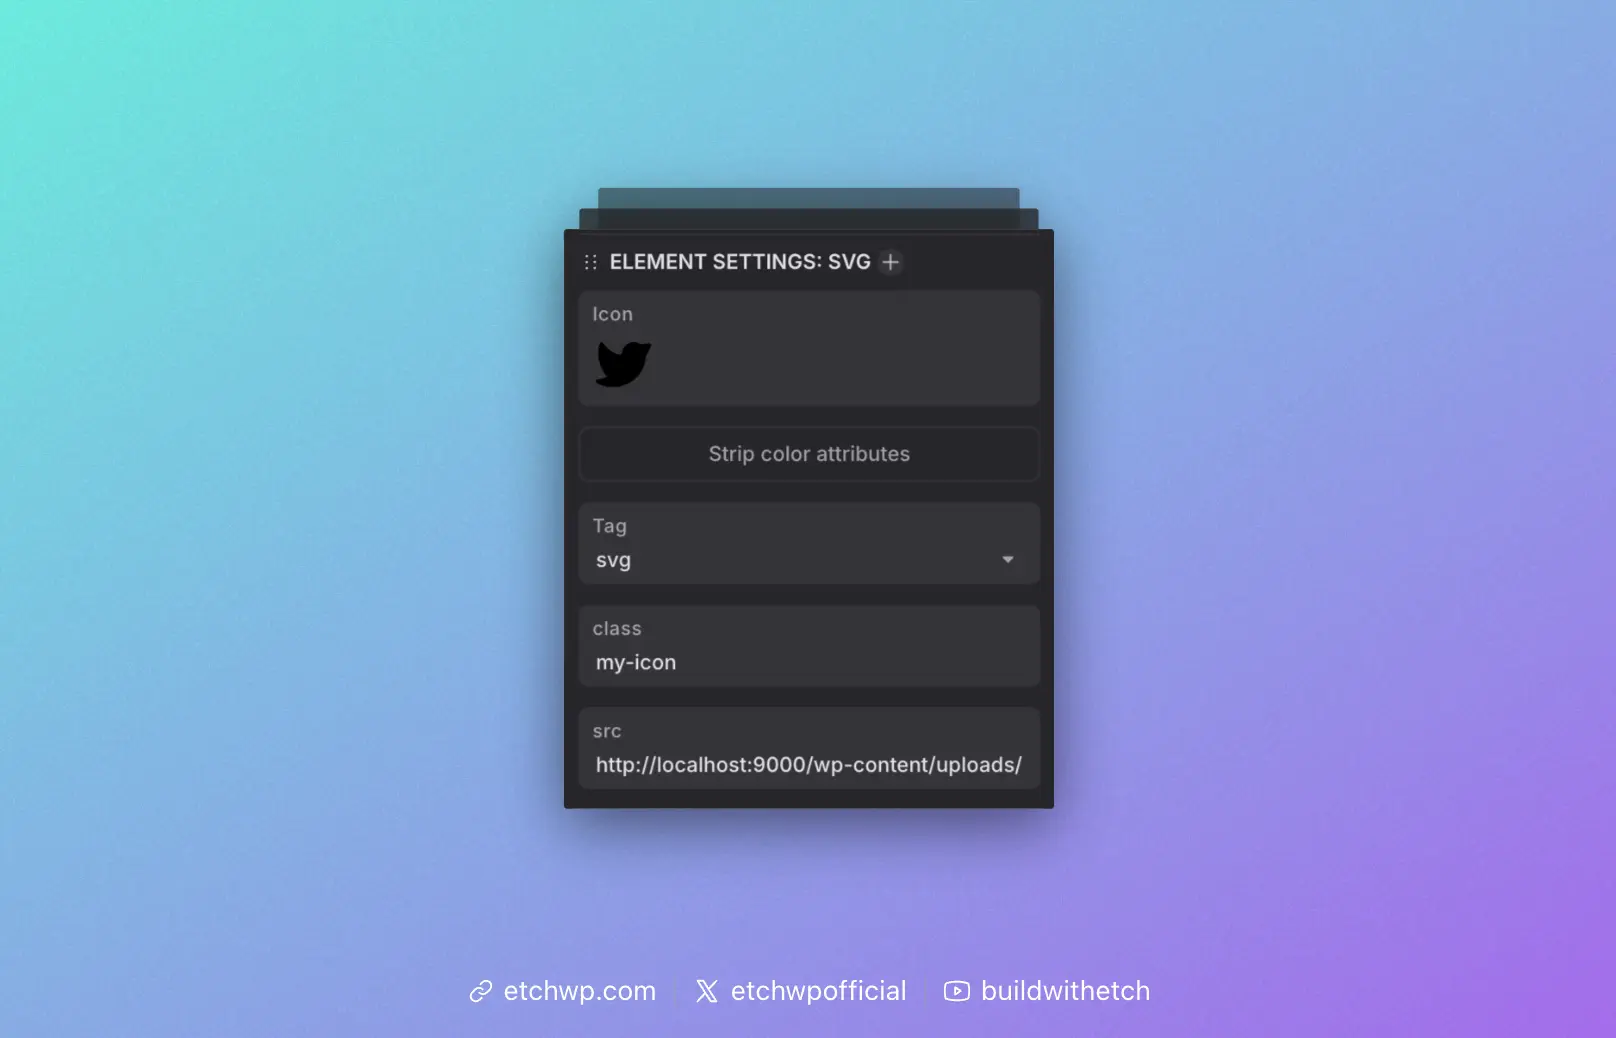 ELEMENT SETTINGS: SVG
Icon
Strip color attributes
Tag
svg
class
my-icon
src
http://localhost:9000/wp-content/uploads/
etchwp.com etchwpofficial buildwithetch